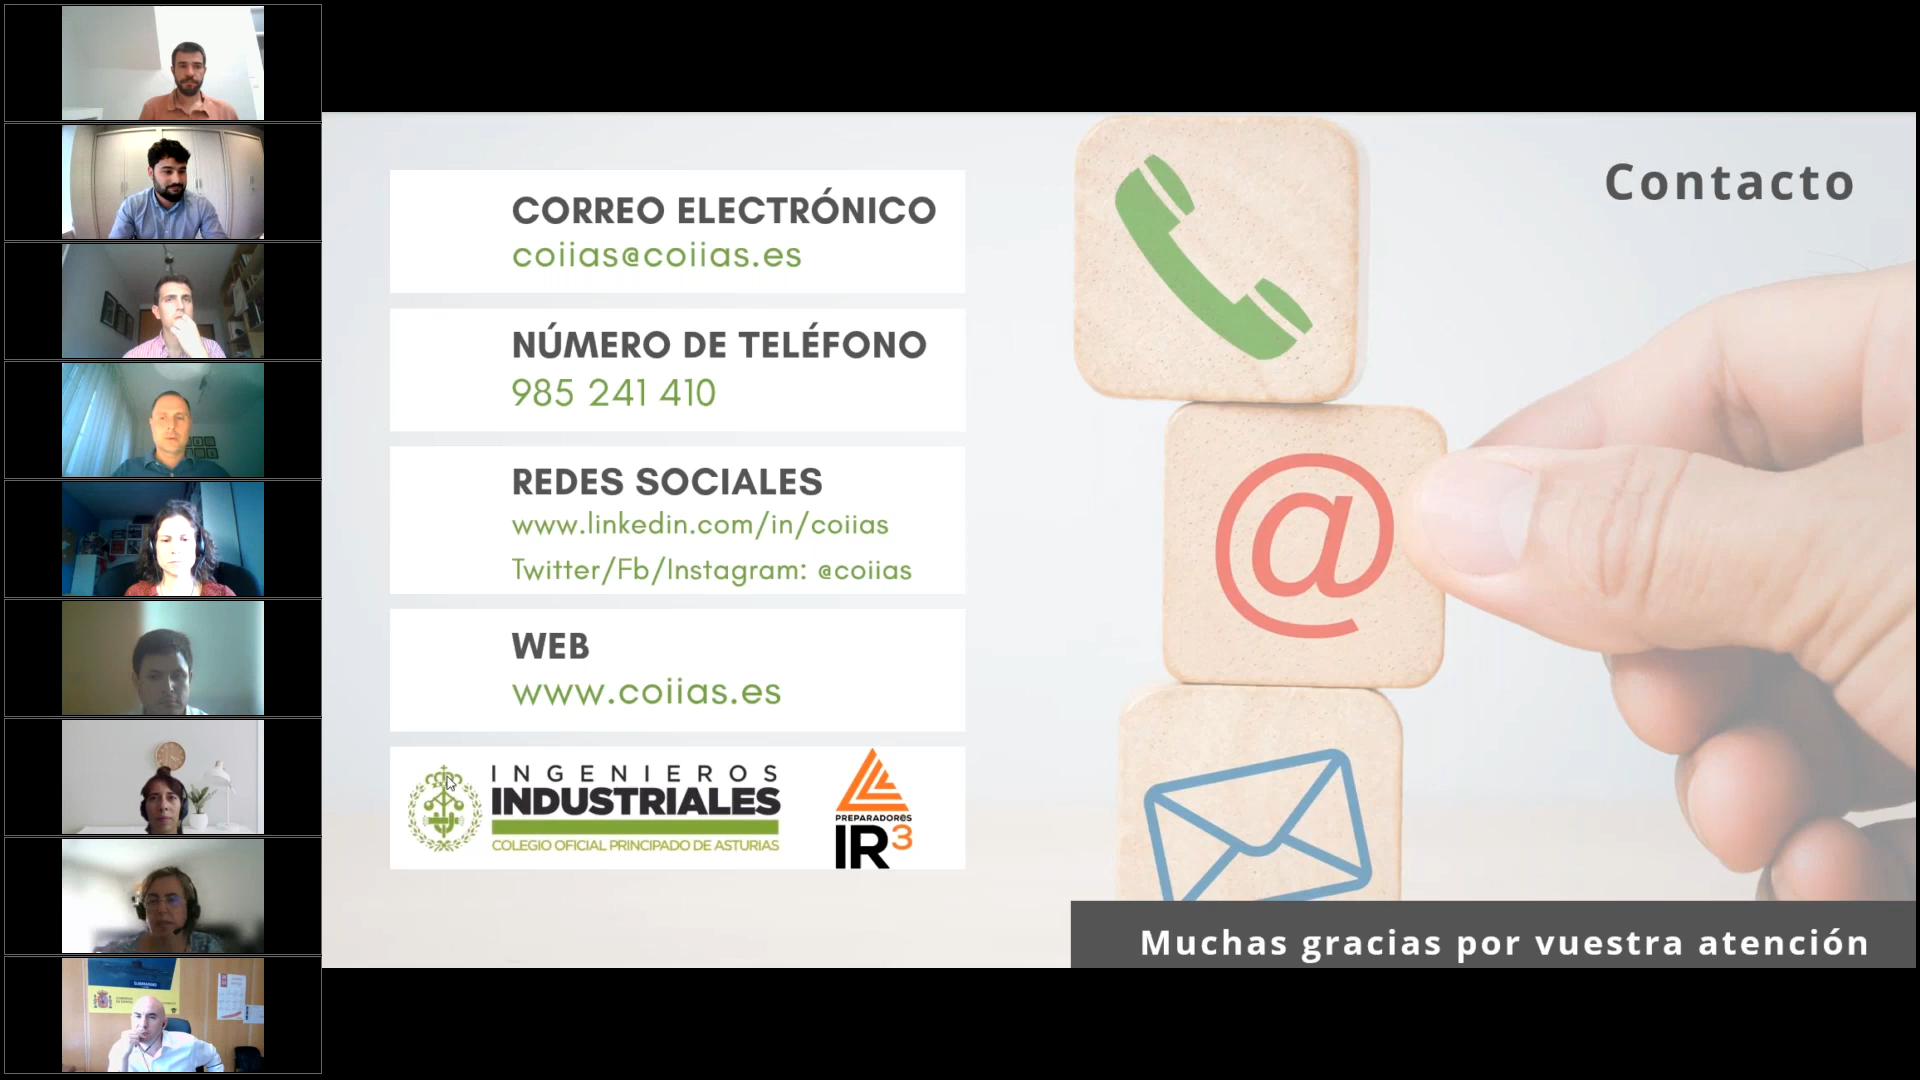 Contacto
CORREO ELECTRÓNICO
coiias@coiias.es
NÚMERO DE TELÉFONO
985 241 410
REDES SOCIALES
www.linkedin.com/in/coiias
Twitter/Fb/Instagram: @coiias
WEB
www.coiias.es
INGENIEROS
INDUSTRIALES
COLEGIO OFICIAL PRINCIPADO DE ASTURIAS
PREPARADOR@S
IR3
@
Muchas gracias por vuestra atención